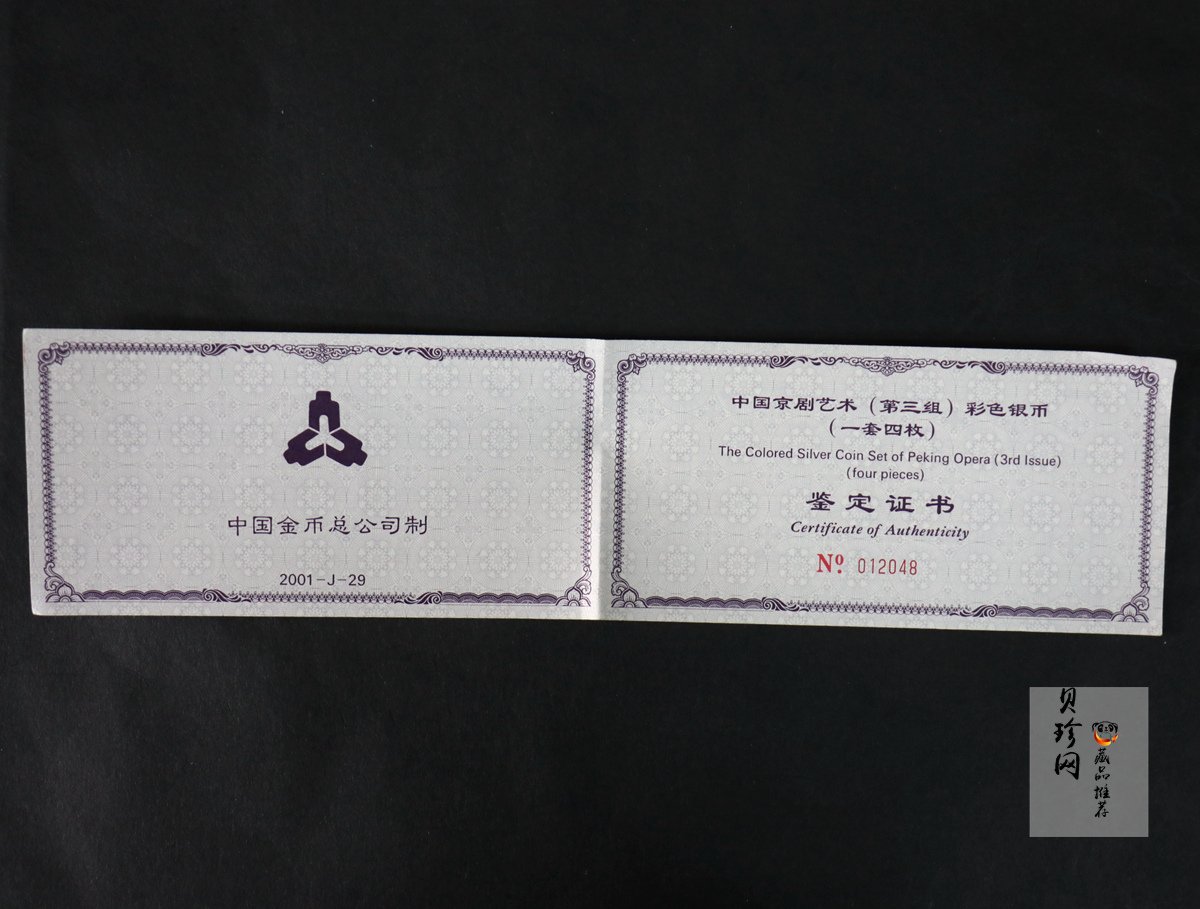 中国金币总公司制
2001-J-29
中国京剧艺术（第三组）彩色银币
（一套四枚）
The Colored Silver Coin Set of Peking Opera (3rd Issue)
(four pieces)
鉴定证书
Certificate of Authenticity
Nº 012048
贝珍网
藏品推荐